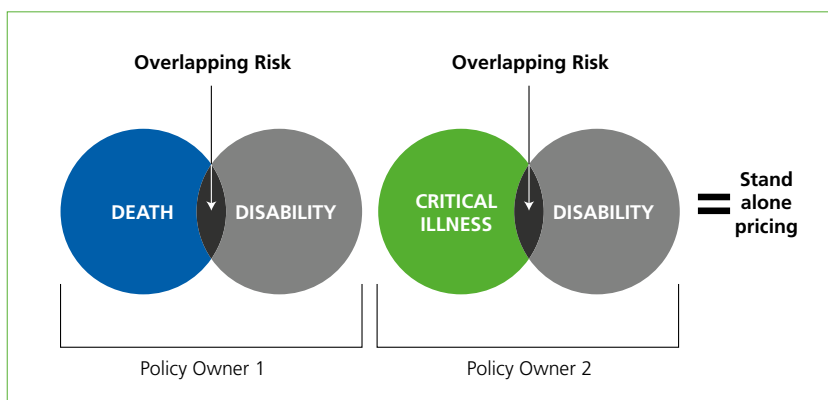 Overlapping Risk
Overlapping Risk
DEATH
DISABILITY
CRITICAL
ILLNESS
DISABILITY
=
Stand
alone
pricing
Policy Owner 1
Policy Owner 2